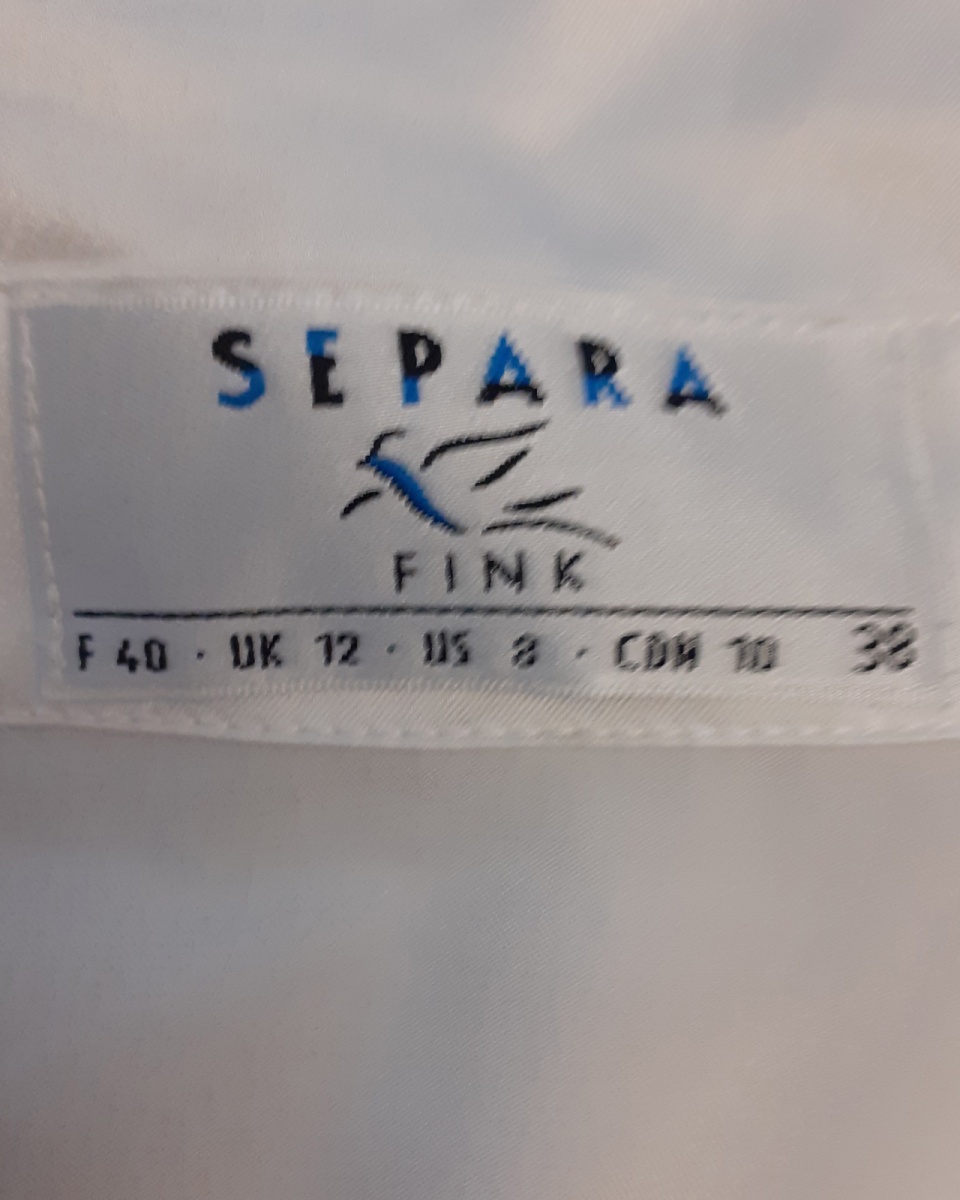 SEPARA
FINK
F 40 · UK 12 · US 8 · CDN 10 38